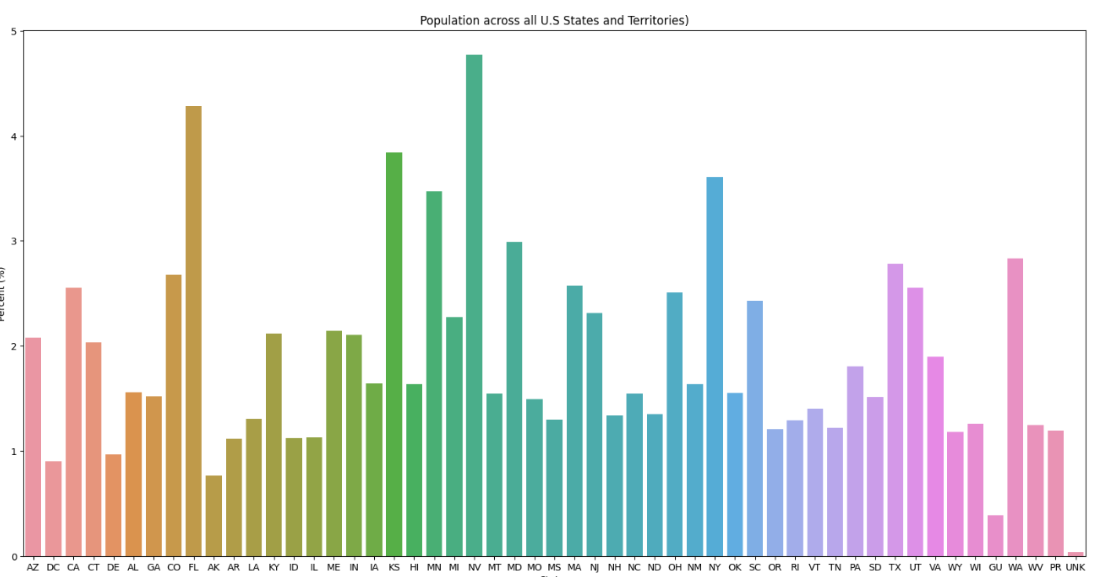 Population across all U.S States and Territories)
5
4
3
2
1
0
Percent (%)
AZ DC CA CT DE AL GA CO FL AK AR LA KY ID IL ME IN IA KS HI MN MI NV MT MD MO MS MA NJ NH NC ND OH NM NY OK SC OR RI VT TN PA SD TX UT VA WY WI GU WA WV PR UNK